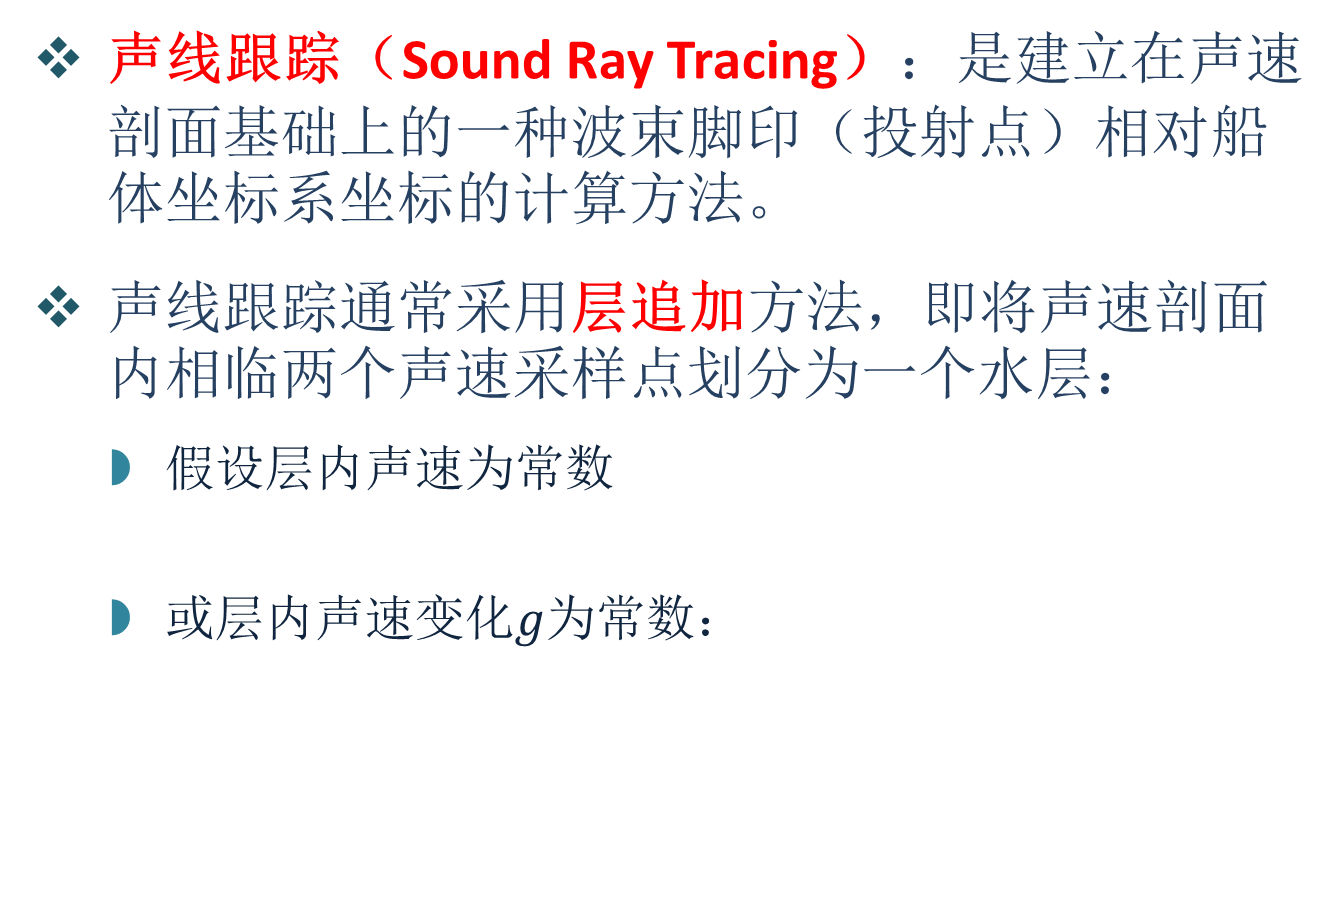 声线跟踪（Sound Ray Tracing）：是建立在声速
剖面基础上的一种波束脚印（投射点）相对船
体坐标系坐标的计算方法。
声线跟踪通常采用层追加方法，即将声速剖面
内相临两个声速采样点划分为一个水层：
假设层内声速为常数
或层内声速变化g为常数：